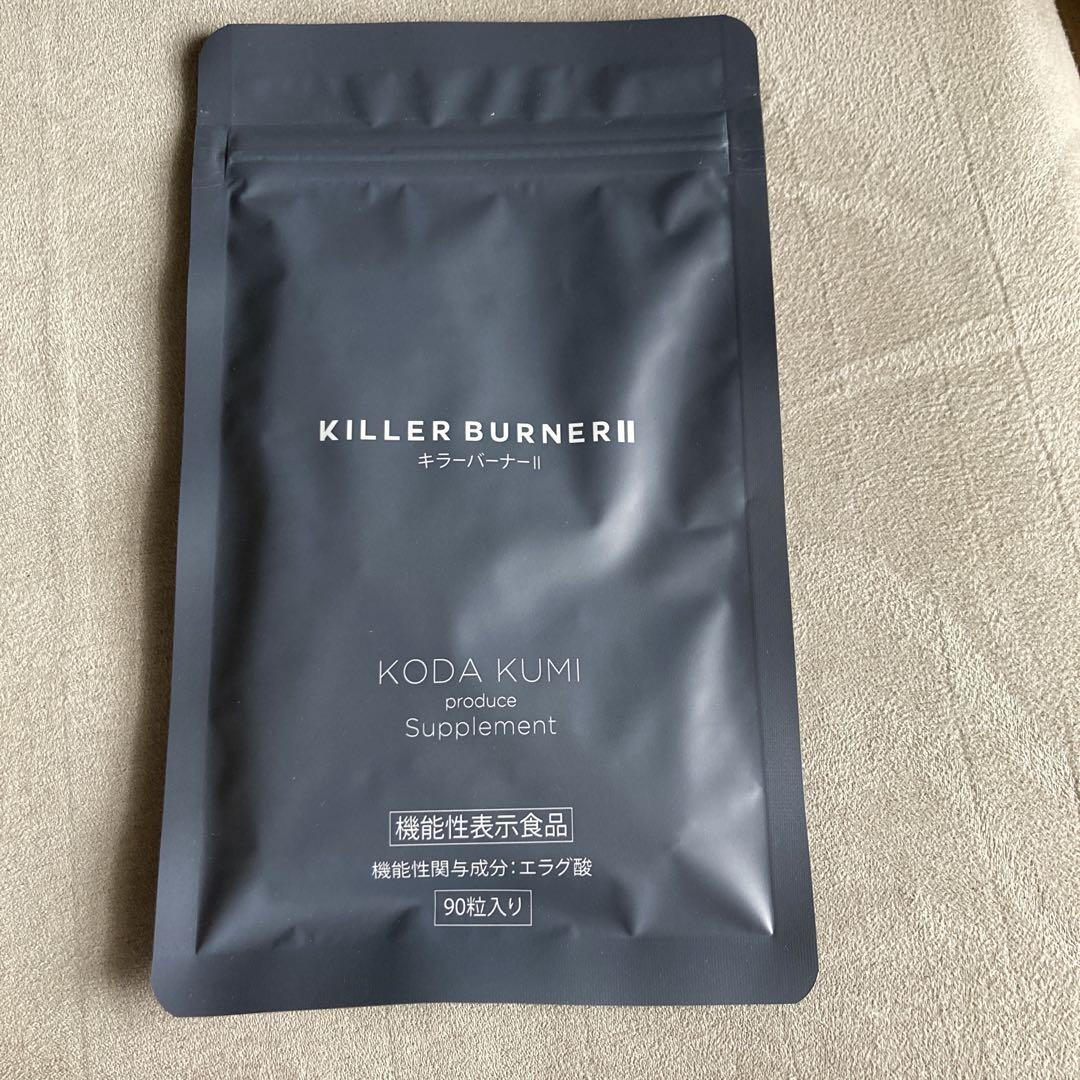 KILLER BURNERⅡ
キラーバーナーⅡ
KODA KUMI
produce
Supplement
機能性表示食品
機能性関与成分:エラグ酸
90粒入り